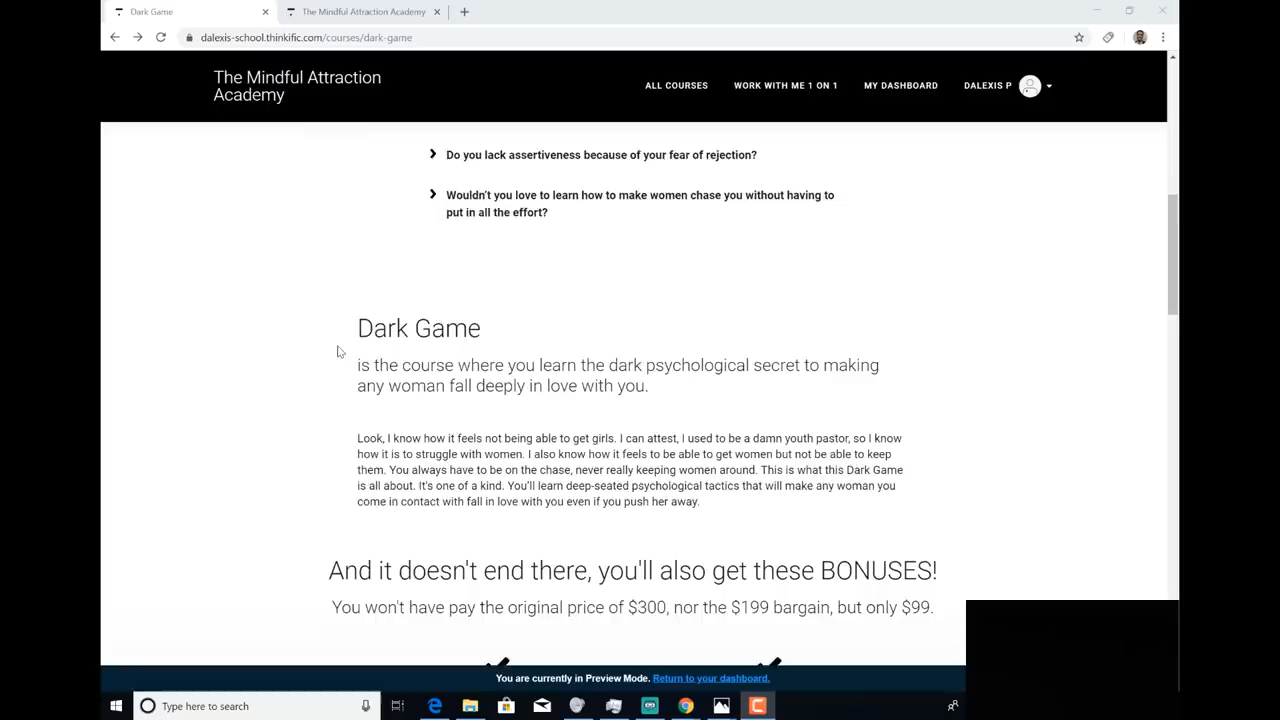 Dark Game
The Mindful Attraction Academy
dalexis-school.thinkific.com/courses/dark-game
The Mindful Attraction
Academy
ALL COURSES
WORK WITH ME 1 ON 1
MY DASHBOARD
DALEXIS P
Do you lack assertiveness because of your fear of rejection?
Wouldn't you love to learn how to make women chase you without having to
put in all the effort?
Dark Game
is the course where you learn the dark psychological secret to making
any woman fall deeply in love with you.
Look, I know how it feels not being able to get girls. I can attest, I used to be a damn youth pastor, so I know
how it is to struggle with women. I also know how it feels to be able to get women but not be able to keep
them. You always have to be on the chase, never really keeping women around. This is what this Dark Game
is all about. It's one of a kind. You'll learn deep-seated psychological tactics that will make any woman you
come in contact with fall in love with you even if you push her away.
And it doesn't end there, you'll also get these BONUSES!
You won't have pay the original price of $300, nor the $199 bargain, but only $99.
You are currently in Preview Mode. Return to your dashboard.
Type here to search